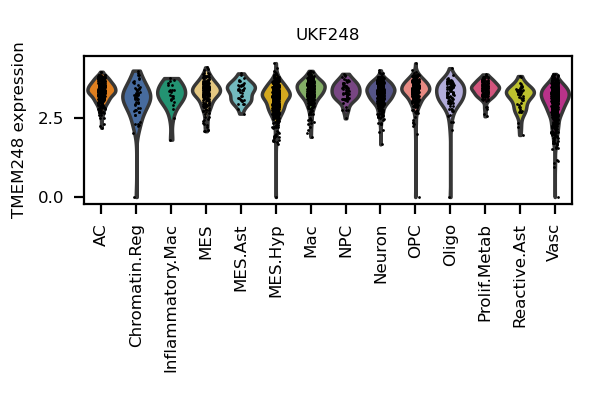 UKF248
TMEM248 expression
2.5
0.0
AC
Chromatin.Reg
Inflammatory.Mac
MES
MES.Ast
MES.Hyp
Mac
NPC
Neuron
OPC
Oligo
Prolif.Metab
Reactive.Ast
Vasc